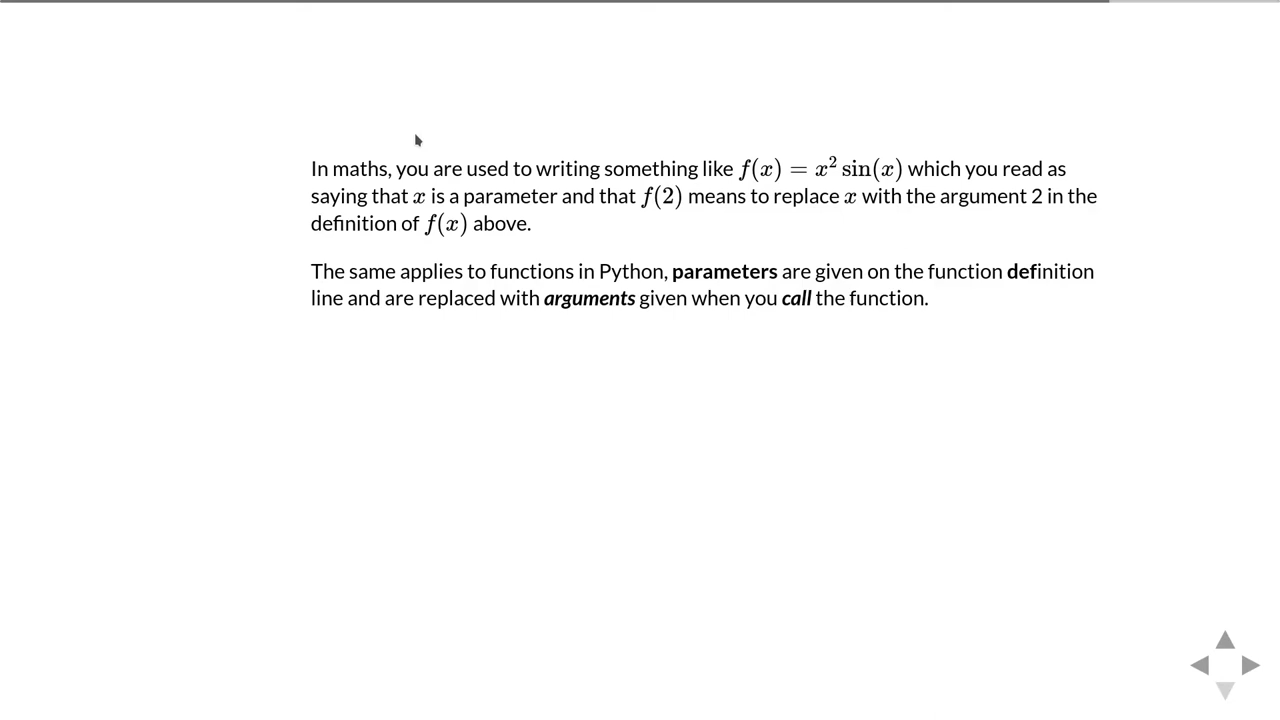 In maths, you are used to writing something like f(x) = x² sin(x) which you read as
saying that x is a parameter and that f(2) means to replace x with the argument 2 in the
definition of f(x) above.
The same applies to functions in Python, parameters are given on the function definition
line and are replaced with arguments given when you call the function.